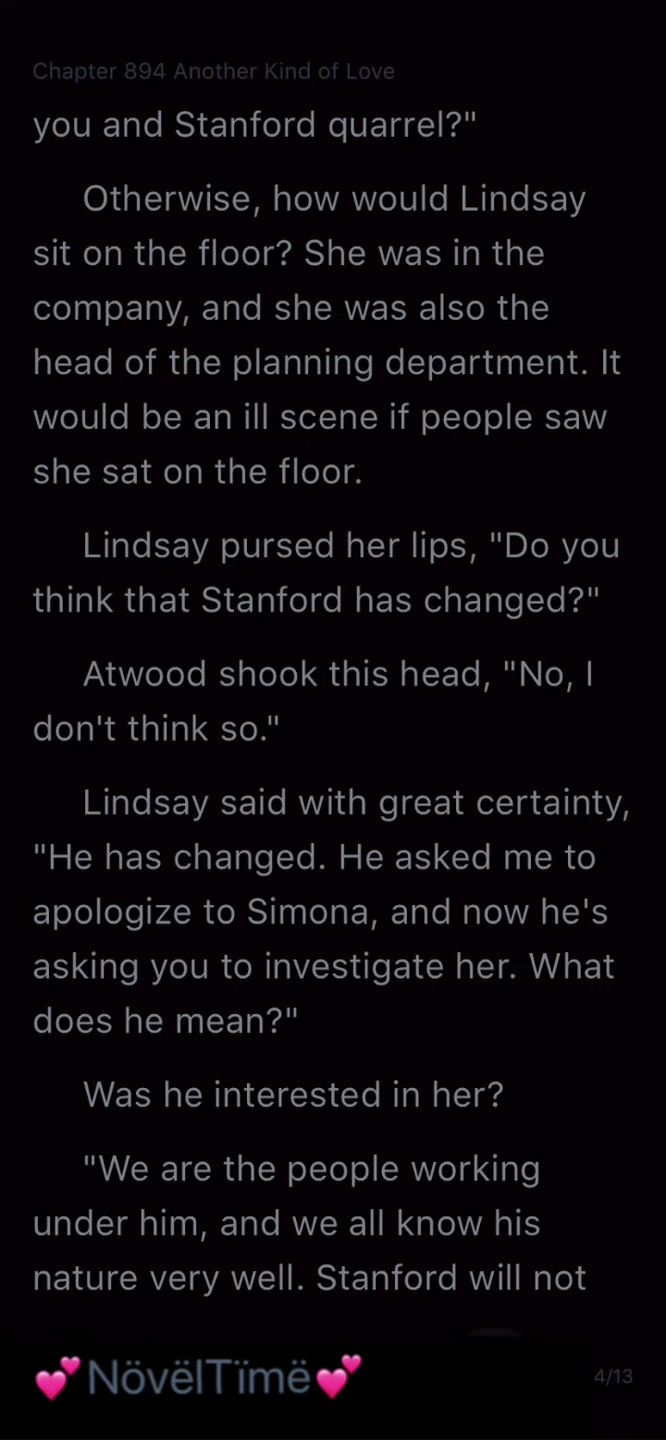 Chapter 894 Another Kind of Love
you and Stanford quarrel?"
Otherwise, how would Lindsay
sit on the floor? She was in the
company, and she was also the
head of the planning department. It
would be an ill scene if people saw
she sat on the floor.
Lindsay pursed her lips, "Do you
think that Stanford has changed?"
Atwood shook this head, "No, I
don't think so."
Lindsay said with great certainty,
"He has changed. He asked me to
apologize to Simona, and now he's
asking you to investigate her. What
does he mean?"
Was he interested in her?
"We are the people working
under him, and we all know his
nature very well. Stanford will not
💕NövëlTïmë💕
4/13